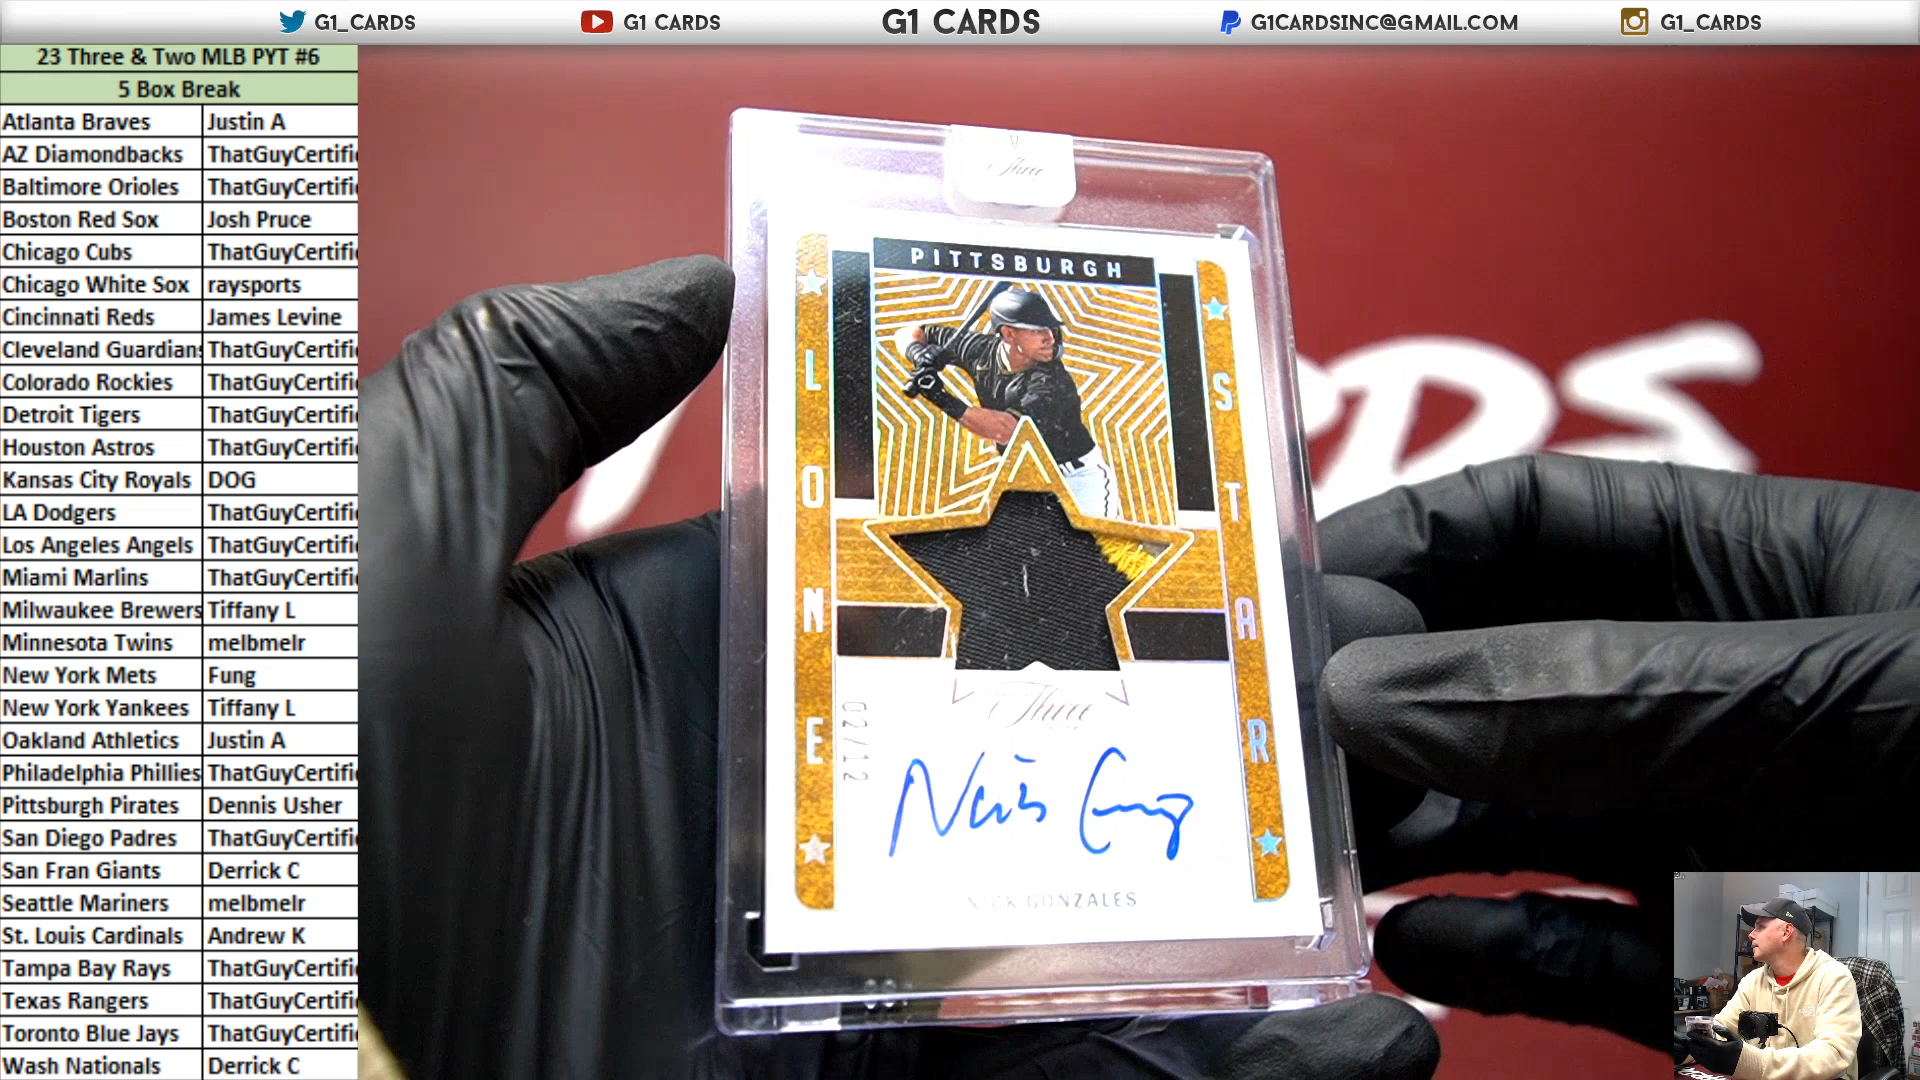 G1_CARDS
G1 CARDS
G1 CARDS
G1CARDSINC@GMAIL.COM
G1_CARDS
23 Three & Two MLB PYT #6
5 Box Break
Atlanta Braves Justin A
AZ Diamondbacks ThatGuyCertifi
Baltimore Orioles ThatGuyCertifi
Boston Red Sox Josh Pruce
Chicago Cubs ThatGuyCertifi
Chicago White Sox raysports
Cincinnati Reds James Levine
Cleveland Guardians ThatGuyCertifi
Colorado Rockies ThatGuyCertifi
Detroit Tigers ThatGuyCertifi
Houston Astros ThatGuyCertifi
Kansas City Royals DOG
LA Dodgers ThatGuyCertifi
Los Angeles Angels ThatGuyCertifi
Miami Marlins ThatGuyCertifi
Milwaukee Brewers Tiffany L
Minnesota Twins melbmelr
New York Mets Fung
New York Yankees Tiffany L
Oakland Athletics Justin A
Philadelphia Phillies ThatGuyCertifi
Pittsburgh Pirates Dennis Usher
San Diego Padres ThatGuyCertifi
San Fran Giants Derrick C
Seattle Mariners melbmelr
St. Louis Cardinals Andrew K
Tampa Bay Rays ThatGuyCertifi
Texas Rangers ThatGuyCertifi
Toronto Blue Jays ThatGuyCertifi
Wash Nationals Derrick C
Three
PITTSBURGH
LONE
STAR
Three
02/12
NICK GONZALES
RDS